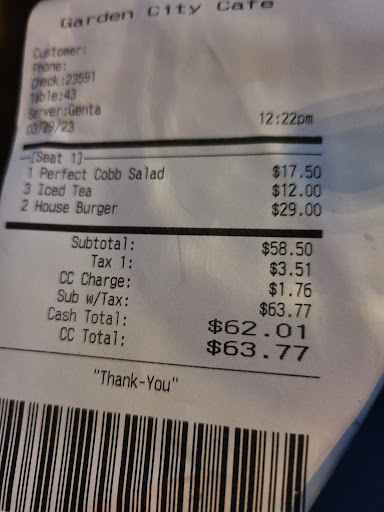 Garden City Cafe
Customer:
Phone:
Check:23591
Table:43
Server:Genta
03/29/23 12:22pm
[Seat 1]
1 Perfect Cobb Salad $17.50
3 Iced Tea $12.00
2 House Burger $29.00
Subtotal: $58.50
Tax 1: $3.51
CC Charge: $1.76
Sub w/Tax: $63.77
Cash Total: $62.01
CC Total: $63.77
"Thank-You"